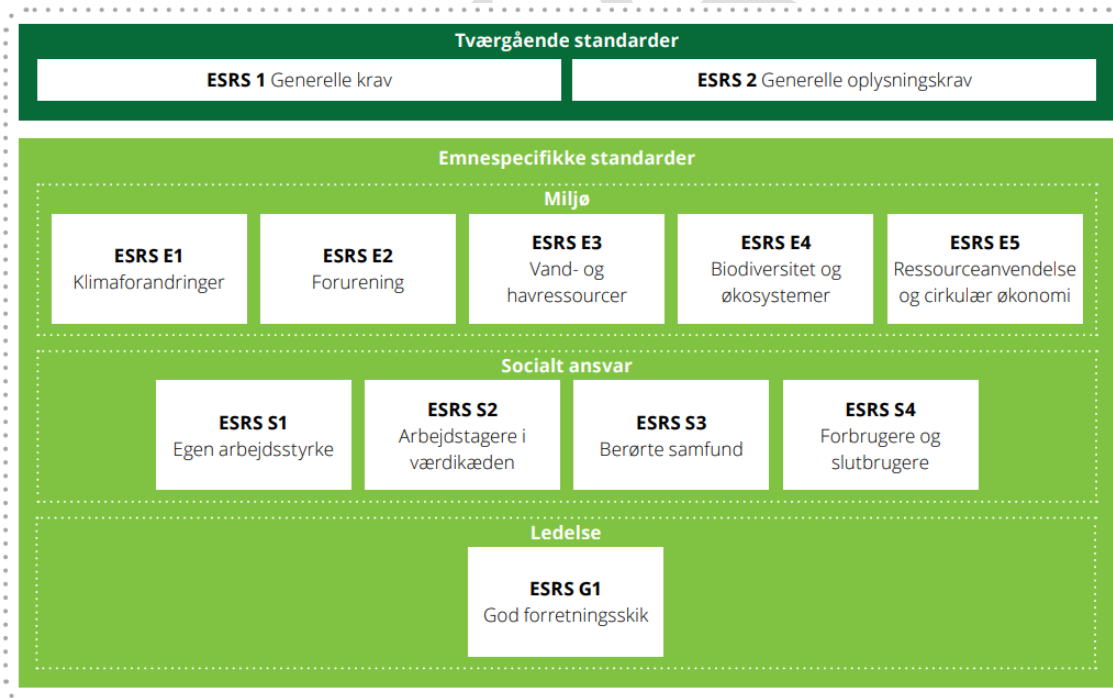 Tværgående standarder
ESRS 1 Generelle krav
ESRS 2 Generelle oplysningskrav
Emnespecifikke standarder
Miljø
ESRS E1
Klimaforandringer
ESRS E2
Forurening
ESRS E3
Vand- og
havressourcer
ESRS E4
Biodiversitet og
økosystemer
ESRS E5
Ressourceanvendelse
og cirkulær økonomi
Socialt ansvar
ESRS S1
Egen arbejdsstyrke
ESRS S2
Arbejdstagere i
værdikæden
ESRS S3
Berørte samfund
ESRS S4
Forbrugere og
slutbrugere
Ledelse
ESRS G1
God forretningsskik